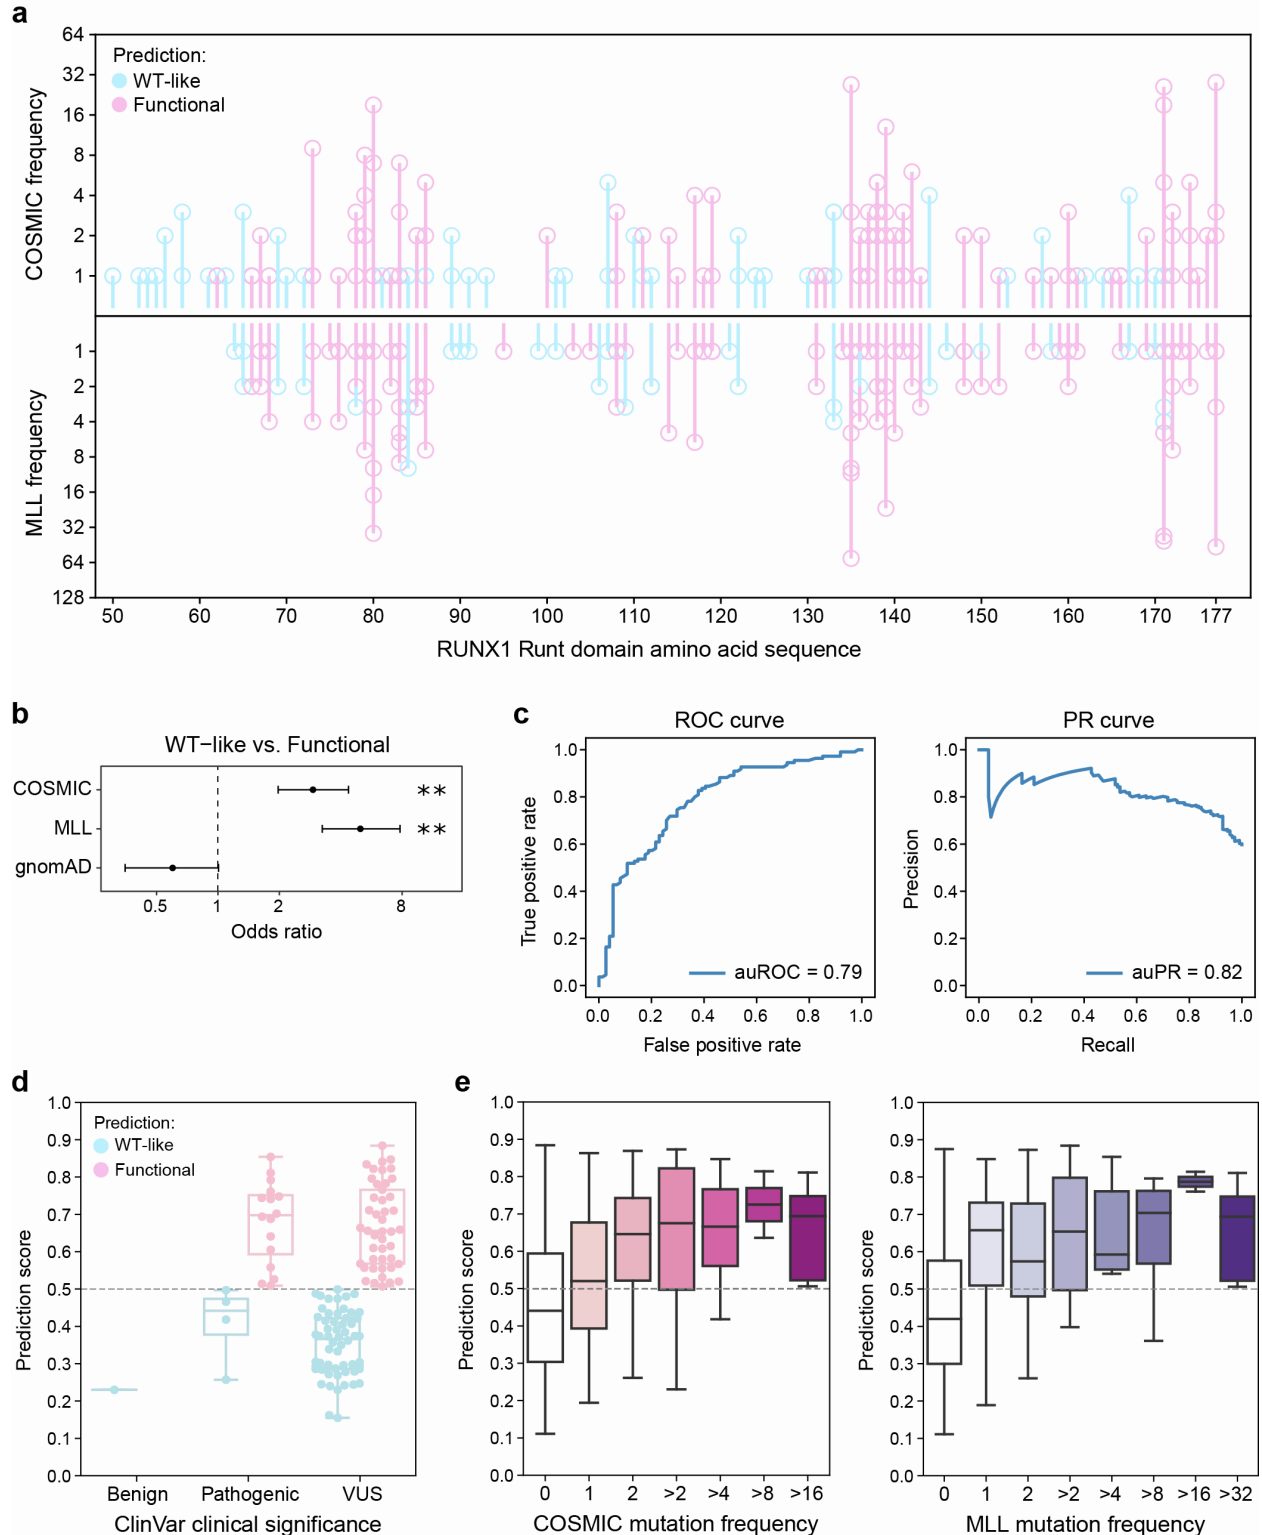 a
64
32
16
8
4
2
1
1
2
4
8
16
32
64
128
COSMIC frequency
MLL frequency
Prediction:
WT-like
Functional
50 60 70 80 90 100 110 120 130 140 150 160 170 177
RUNX1 Runt domain amino acid sequence
b
WT−like vs. Functional
COSMIC **
MLL **
gnomAD
0.5 1 2 8
Odds ratio
c
ROC curve
1.0
0.8
0.6
0.4
0.2
0.0
True positive rate
auROC = 0.79
0.0 0.2 0.4 0.6 0.8 1.0
False positive rate
PR curve
1.0
0.8
0.6
0.4
0.2
0.0
Precision
auPR = 0.82
0.0 0.2 0.4 0.6 0.8 1.0
Recall
d
1.0
0.9
0.8
0.7
0.6
0.5
0.4
0.3
0.2
0.1
0.0
Prediction score
Prediction:
WT-like
Functional
Benign Pathogenic VUS
ClinVar clinical significance
e
1.0
0.9
0.8
0.7
0.6
0.5
0.4
0.3
0.2
0.1
0.0
Prediction score
0 1 2 >2 >4 >8 >16
COSMIC mutation frequency
1.0
0.9
0.8
0.7
0.6
0.5
0.4
0.3
0.2
0.1
0.0
Prediction score
0 1 2 >2 >4 >8 >16 >32
MLL mutation frequency